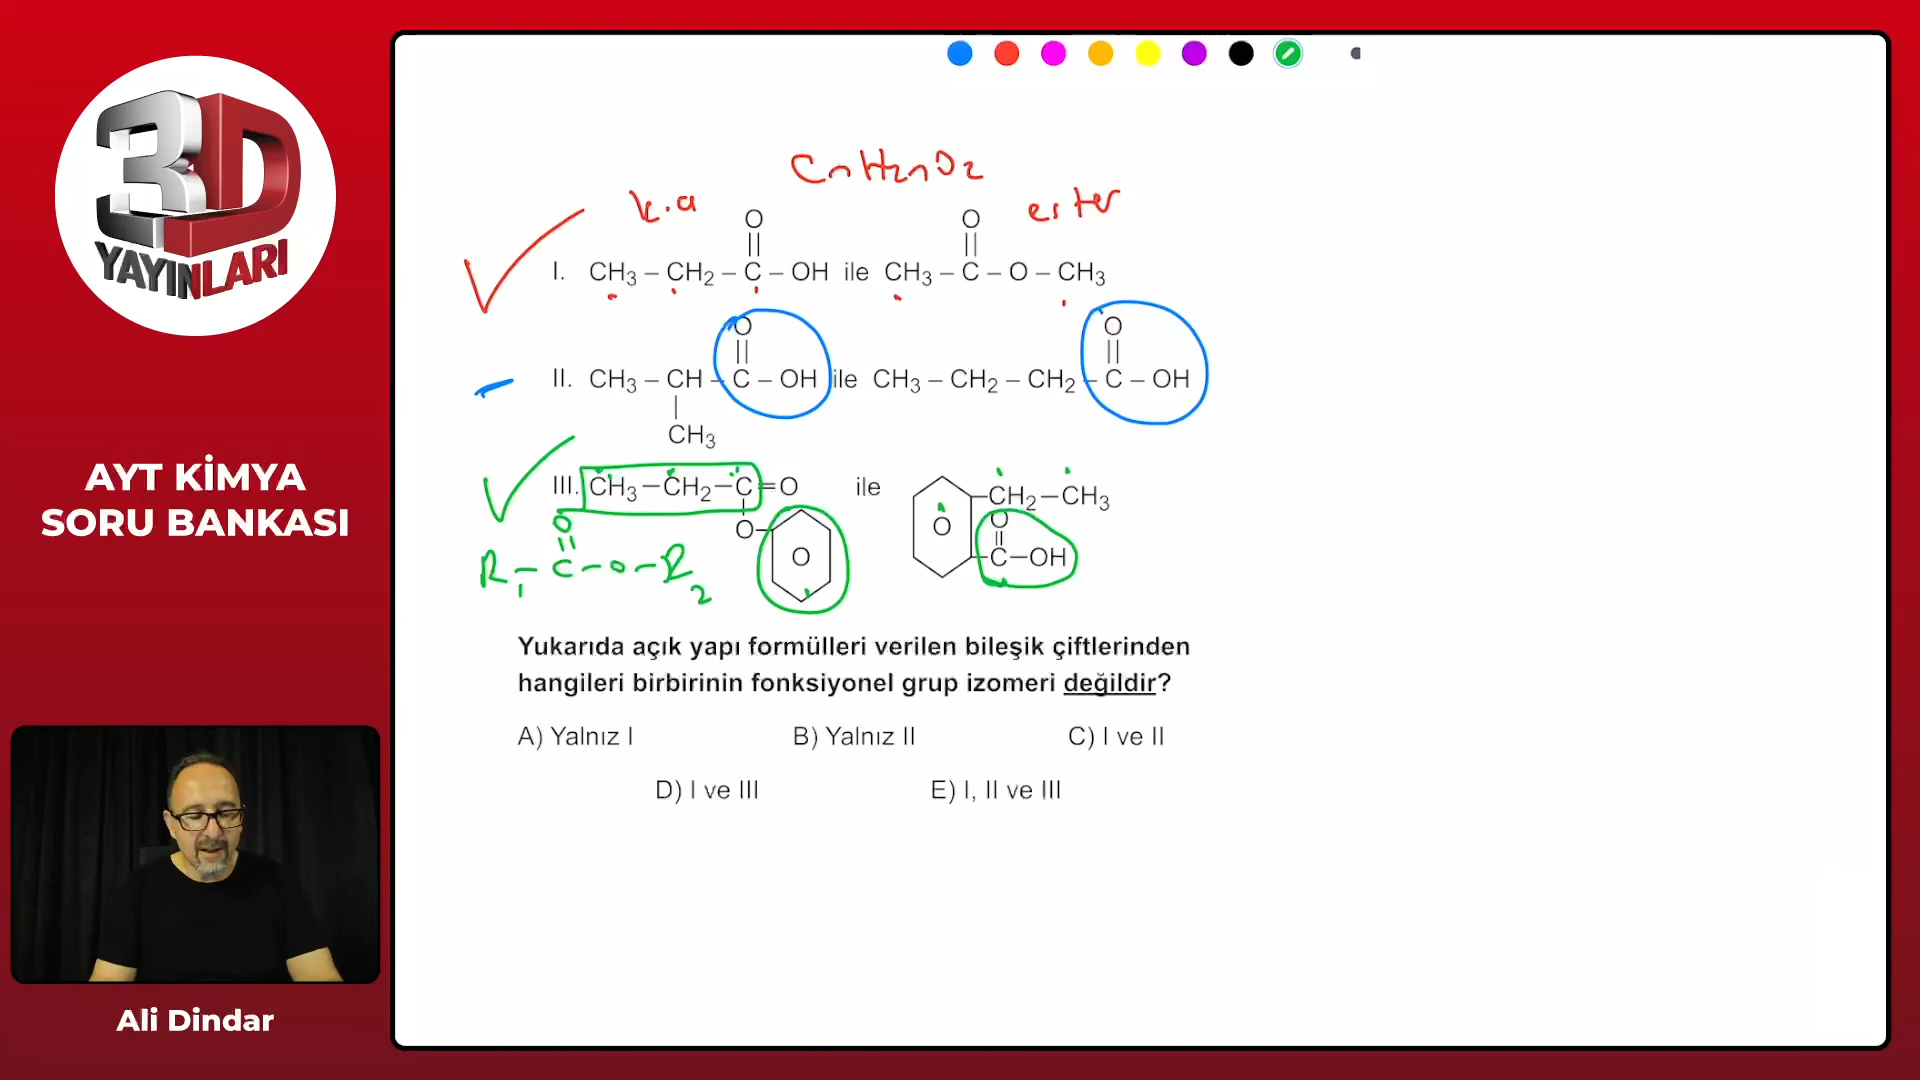 3D
YAYINLARI
AYT KİMYA
SORU BANKASI
Ali Dindar
CnH2nO2
k.a
ester
O
O
I. CH3 – CH2 – C – OH ile CH3 – C – O – CH3
O
O
II. CH3 – CH – C – OH ile CH3 – CH2 – CH2 – C – OH
CH3
III. CH3 – CH2 – C = O ile CH2 – CH3
O
O
O
O
C – OH
O
R1 – C – O – R2
O
Yukarıda açık yapı formülleri verilen bileşik çiftlerinden
hangileri birbirinin fonksiyonel grup izomeri değildir?
A) Yalnız I B) Yalnız II C) I ve II
D) I ve III E) I, II ve III